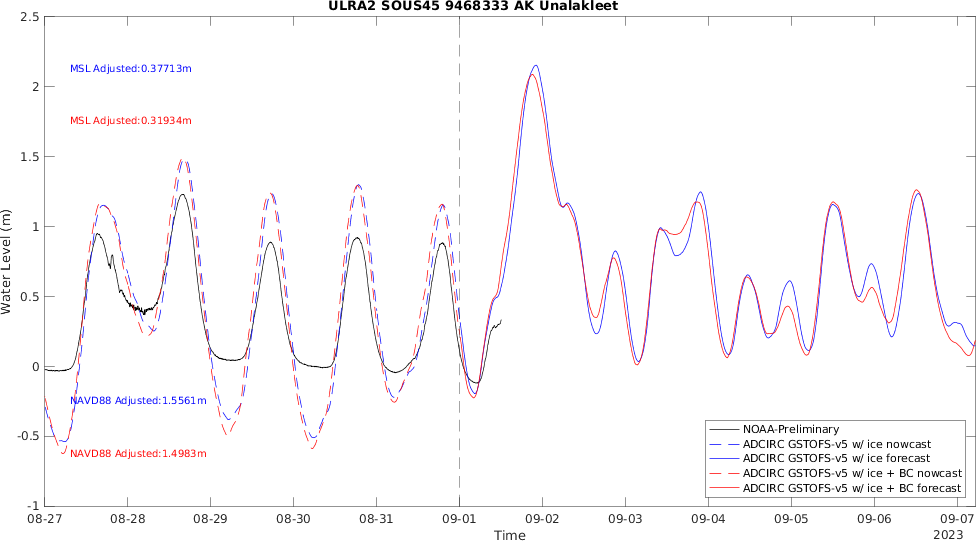 ULRA2 SOUS45 9468333 AK Unalakleet
2.5
2
1.5
1
0.5
0
-0.5
-1
Water Level (m)
MSL Adjusted:0.37713m
MSL Adjusted:0.31934m
NAVD88 Adjusted:1.5561m
NAVD88 Adjusted:1.4983m
NOAA-Preliminary
ADCIRC GSTOFS-v5 w/ ice nowcast
ADCIRC GSTOFS-v5 w/ ice forecast
ADCIRC GSTOFS-v5 w/ ice + BC nowcast
ADCIRC GSTOFS-v5 w/ ice + BC forecast
08-27 08-28 08-29 08-30 08-31 09-01 09-02 09-03 09-04 09-05 09-06 09-07
Time
2023